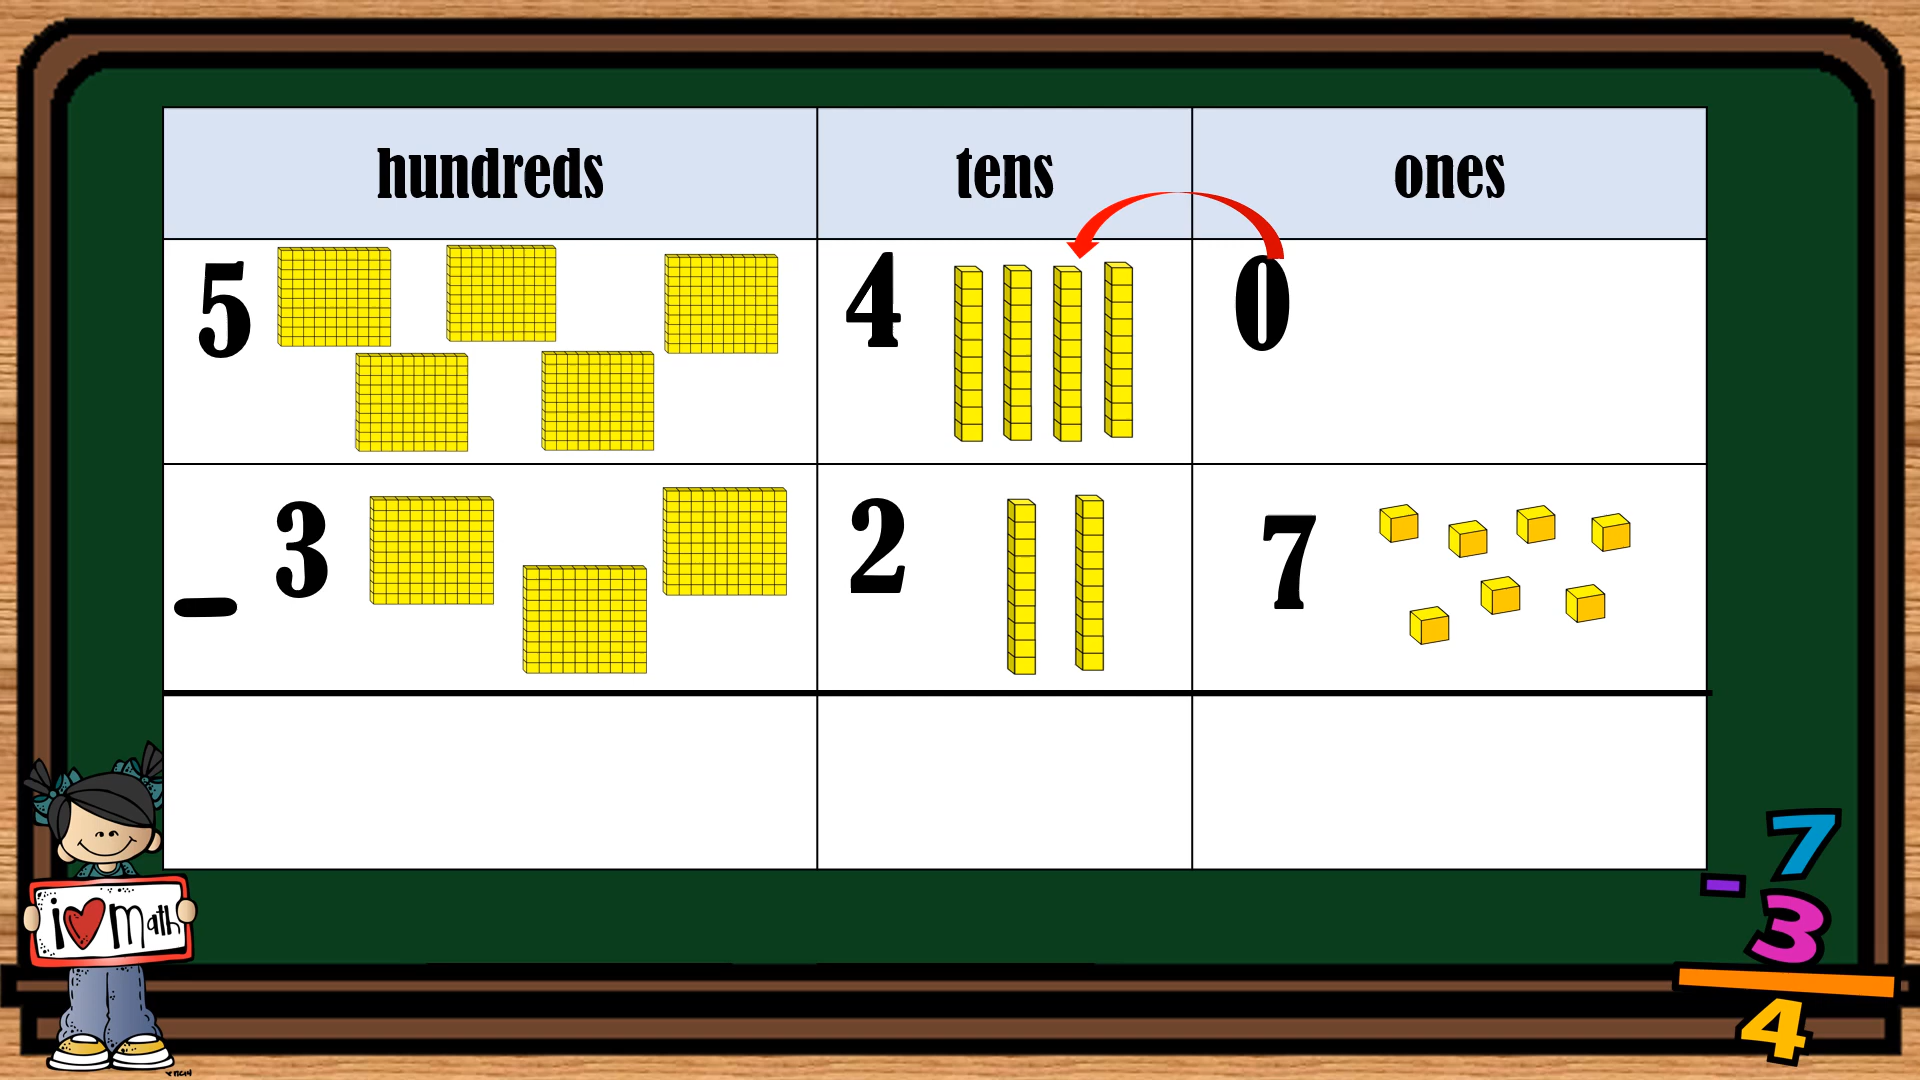 hundreds tens ones
5 4 0
- 3 2 7
i ♥ math
7
- 3
4